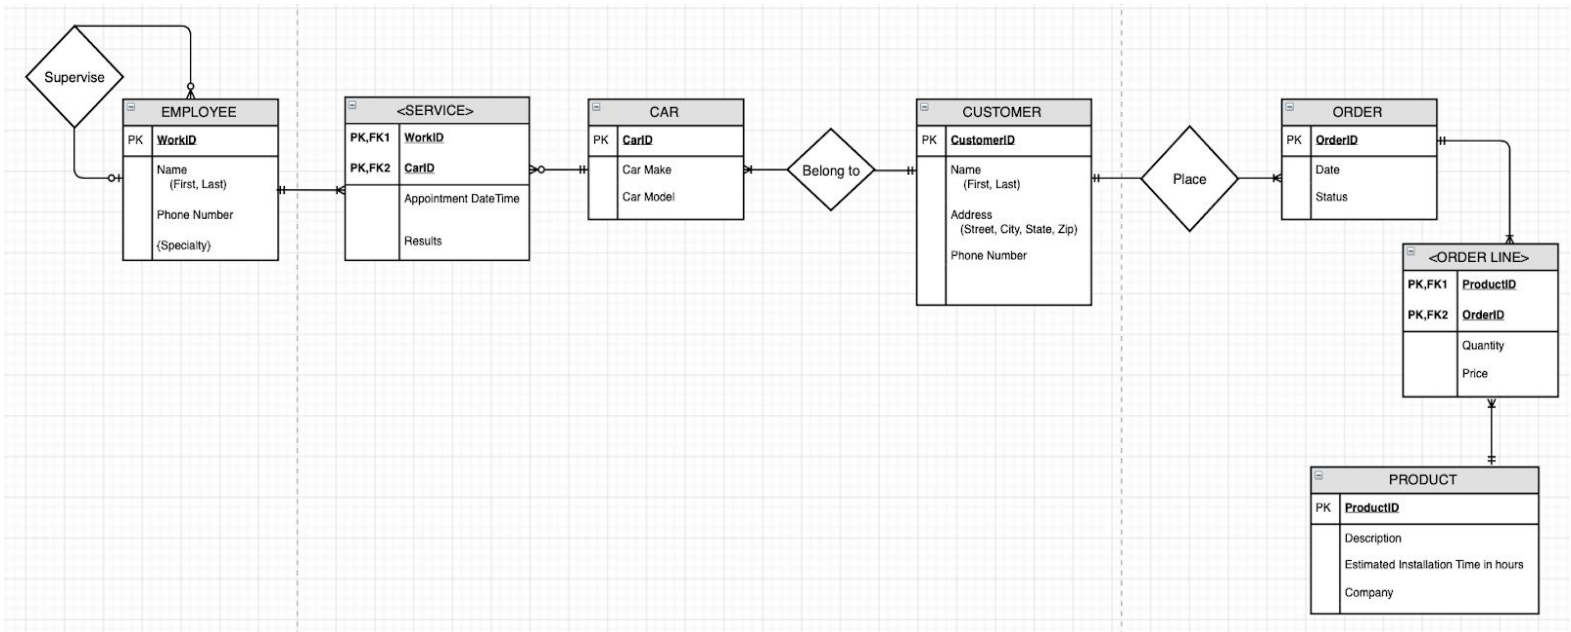 Supervise
EMPLOYEE
PK WorkID
Name
(First, Last)
Phone Number
{Specialty}
<SERVICE>
PK,FK1 WorkID
PK,FK2 CarID
Appointment DateTime
Results
CAR
PK CarID
Car Make
Car Model
Belong to
CUSTOMER
PK CustomerID
Name
(First, Last)
Address
(Street, City, State, Zip)
Phone Number
Place
ORDER
PK OrderID
Date
Status
<ORDER LINE>
PK,FK1 ProductID
PK,FK2 OrderID
Quantity
Price
PRODUCT
PK ProductID
Description
Estimated Installation Time in hours
Company